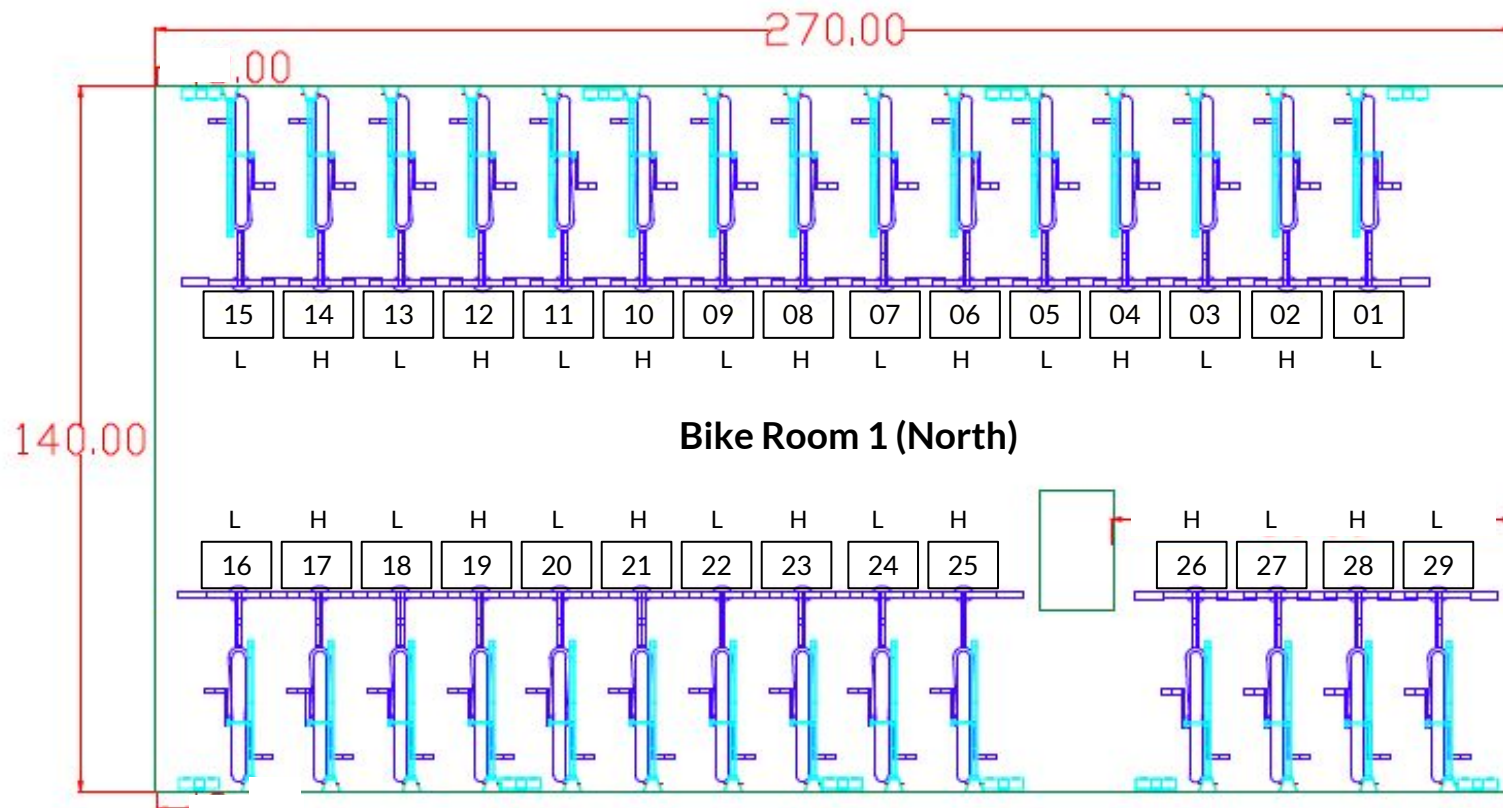 270.00
.00
15 14 13 12 11 10 09 08 07 06 05 04 03 02 01
L H L H L H L H L H L H L H L
140.00
Bike Room 1 (North)
L H L H L H L H L H H L H L
16 17 18 19 20 21 22 23 24 25 26 27 28 29